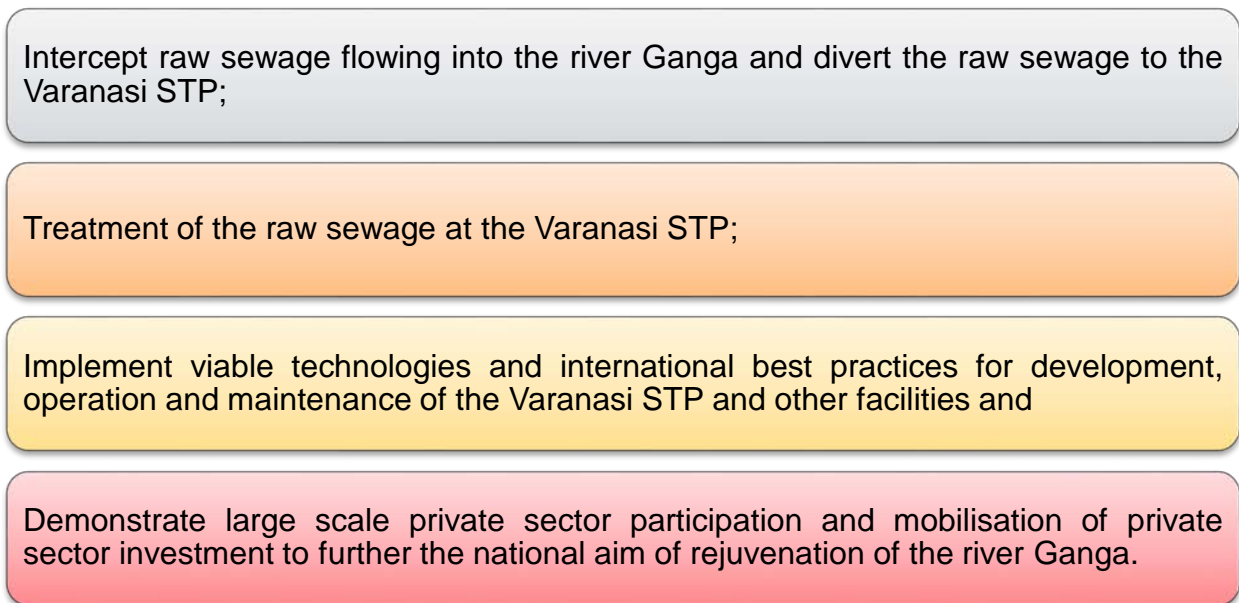 Intercept raw sewage flowing into the river Ganga and divert the raw sewage to the
Varanasi STP;
Treatment of the raw sewage at the Varanasi STP;
Implement viable technologies and international best practices for development,
operation and maintenance of the Varanasi STP and other facilities and
Demonstrate large scale private sector participation and mobilisation of private
sector investment to further the national aim of rejuvenation of the river Ganga.